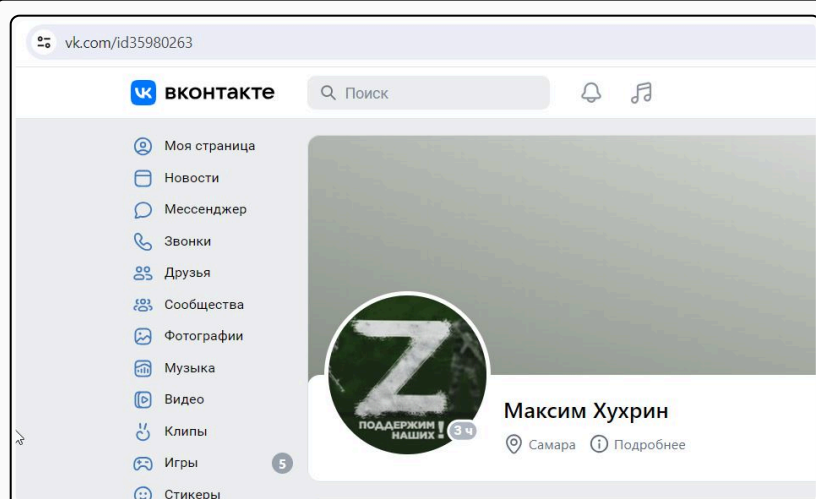 vk.com/id35980263
вконтакте
Поиск
Моя страница
Новости
Мессенджер
Звонки
Друзья
Сообщества
Фотографии
Музыка
Видео
Клипы
Игры 5
Стикеры
Z
ПОДДЕРЖИМ
НАШИХ!
3 ч
Максим Хухрин
Самара Подробнее